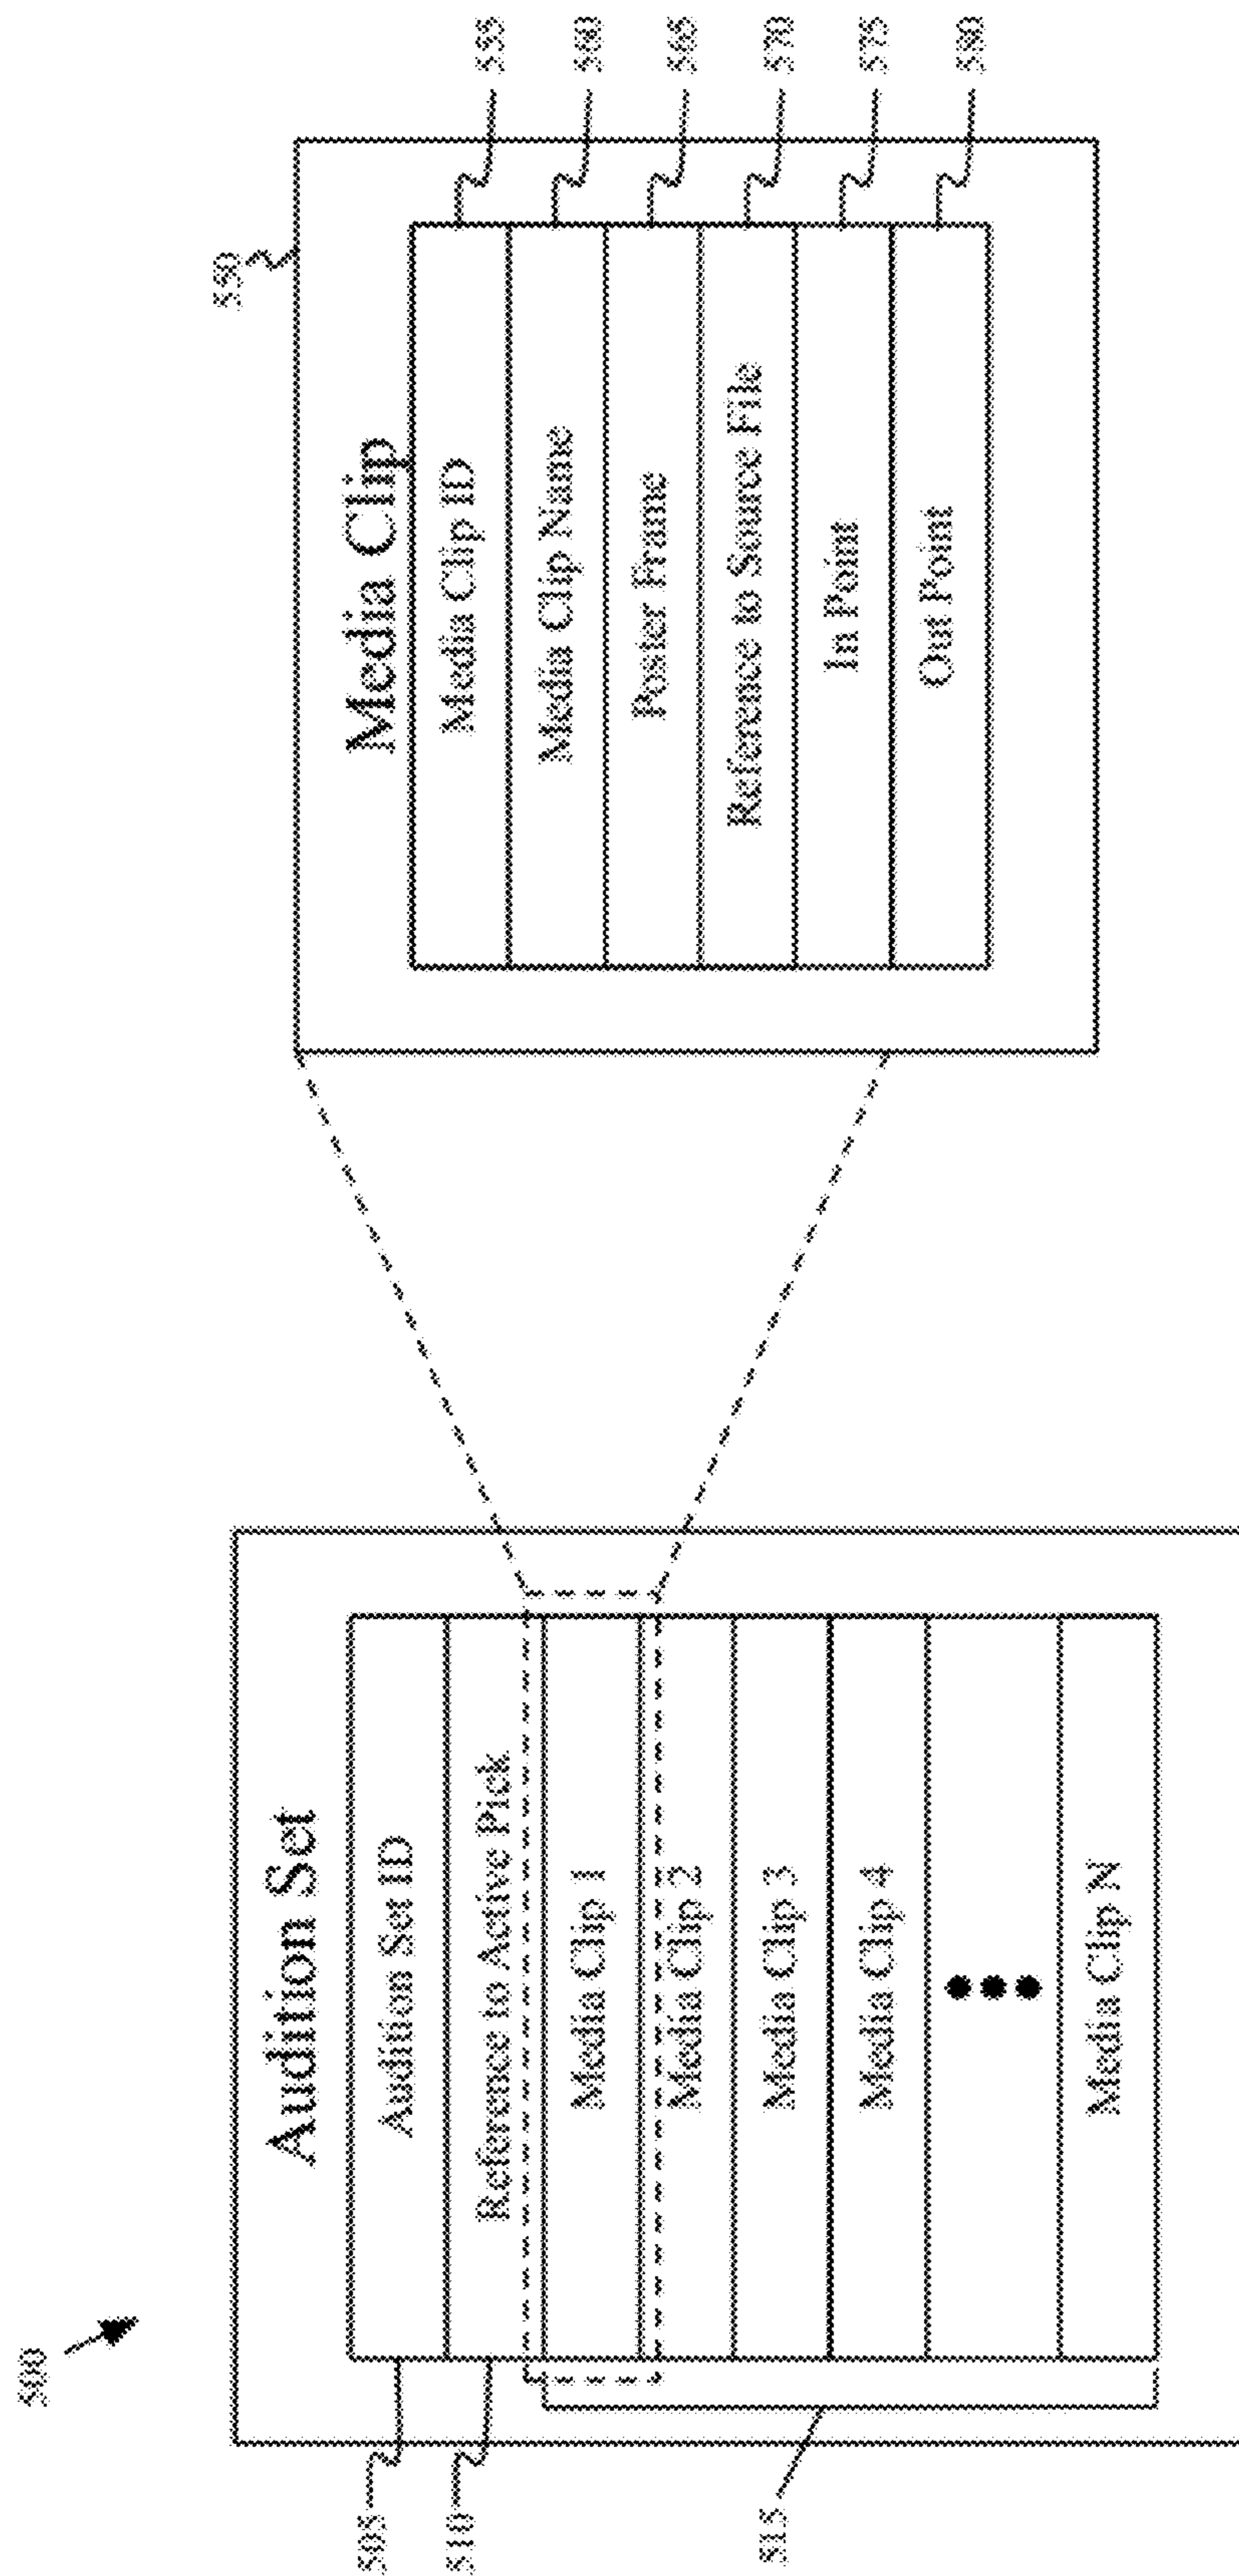 500
Audition Set
505
Audition Set ID
510
Reference to Active Pick
515
Media Clip 1
Media Clip 2
Media Clip 3
Media Clip 4
Media Clip N
550
Media Clip
Media Clip ID
555
Media Clip Name
560
Poster Frame
565
Reference to Source File
570
In Point
575
Out Point
580